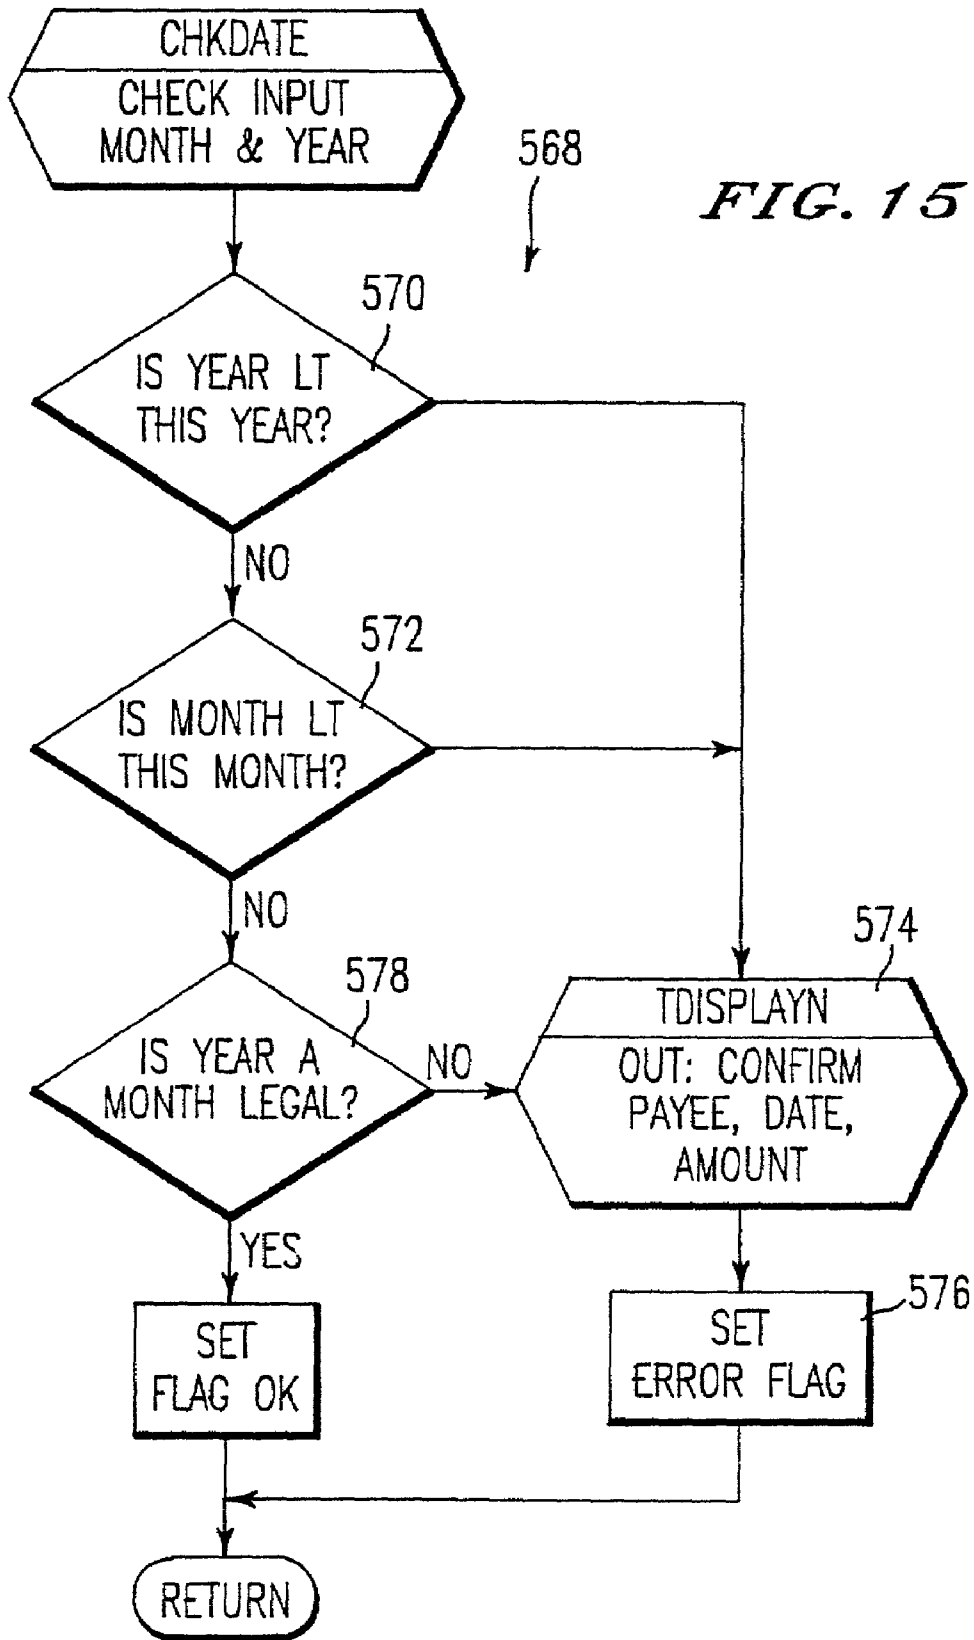 CHKDATE
CHECK INPUT
MONTH & YEAR
568
FIG. 15
570
IS YEAR LT
THIS YEAR?
NO
572
IS MONTH LT
THIS MONTH?
NO
578
IS YEAR A
MONTH LEGAL?
NO
YES
574
TDISPLAYN
OUT: CONFIRM
PAYEE, DATE,
AMOUNT
SET
FLAG OK
576
SET
ERROR FLAG
RETURN